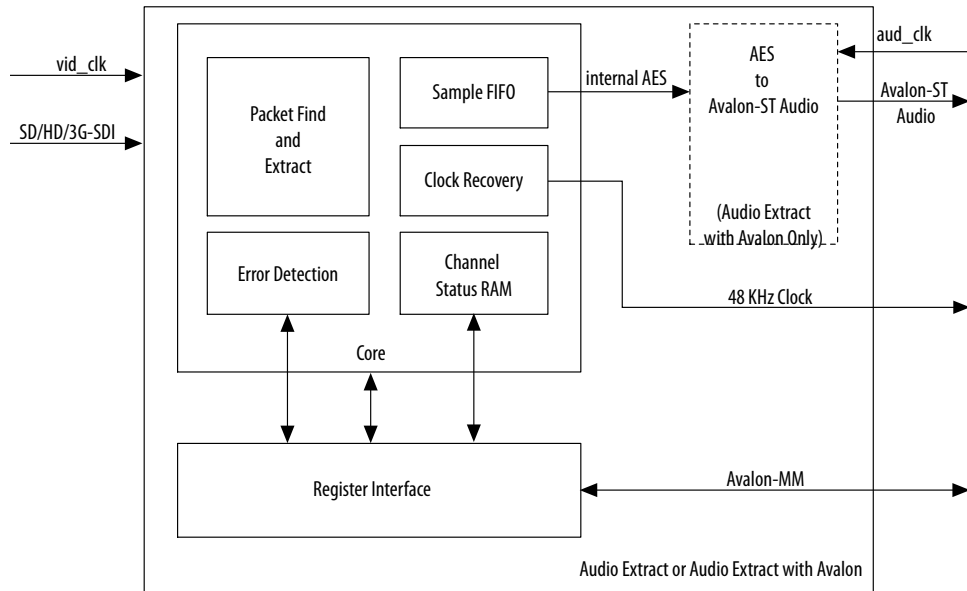 vid_clk
SD/HD/3G-SDI
Packet Find
and
Extract
Sample FIFO
Clock Recovery
Error Detection
Channel
Status RAM
Core
internal AES
AES
to
Avalon-ST Audio
(Audio Extract
with Avalon Only)
aud_clk
Avalon-ST
Audio
48 KHz Clock
Register Interface
Avalon-MM
Audio Extract or Audio Extract with Avalon